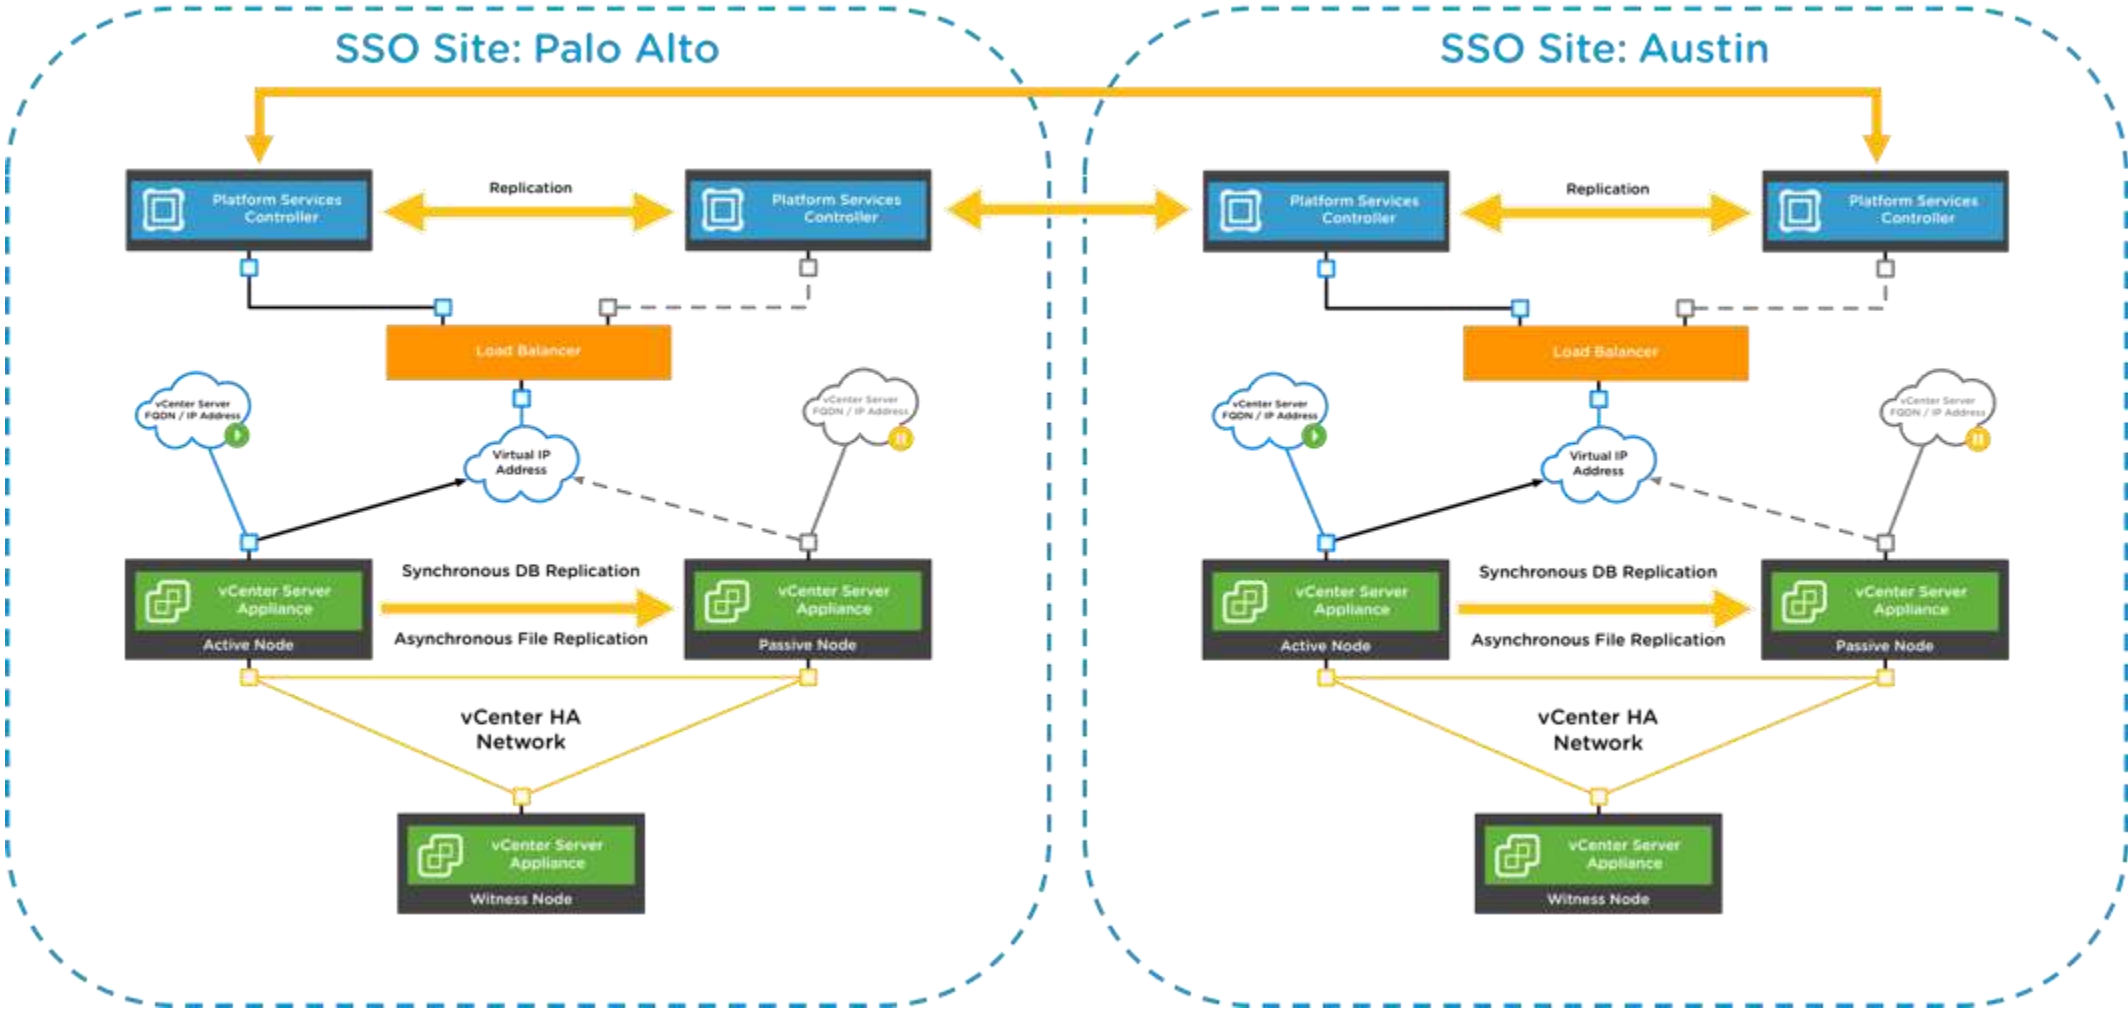 SSO Site: Palo Alto
SSO Site: Austin
Platform Services
Controller
Replication
Platform Services
Controller
Platform Services
Controller
Replication
Platform Services
Controller
Load Balancer
Load Balancer
vCenter Server
FQDN / IP Address
vCenter Server
FQDN / IP Address
vCenter Server
FQDN / IP Address
vCenter Server
FQDN / IP Address
Virtual IP
Address
Virtual IP
Address
vCenter Server
Appliance
Active Node
Synchronous DB Replication
Asynchronous File Replication
vCenter Server
Appliance
Passive Node
vCenter Server
Appliance
Active Node
Synchronous DB Replication
Asynchronous File Replication
vCenter Server
Appliance
Passive Node
vCenter HA
Network
vCenter HA
Network
vCenter Server
Appliance
Witness Node
vCenter Server
Appliance
Witness Node